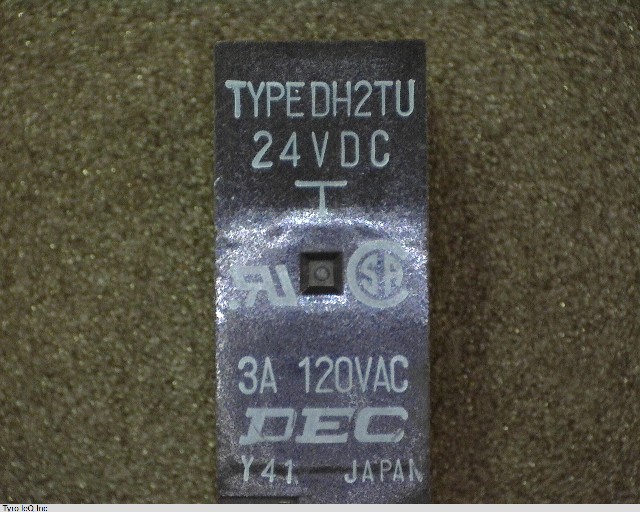 TYPE DH2TU
24VDC
3A 120VAC
DEC
Y41 JAPAN